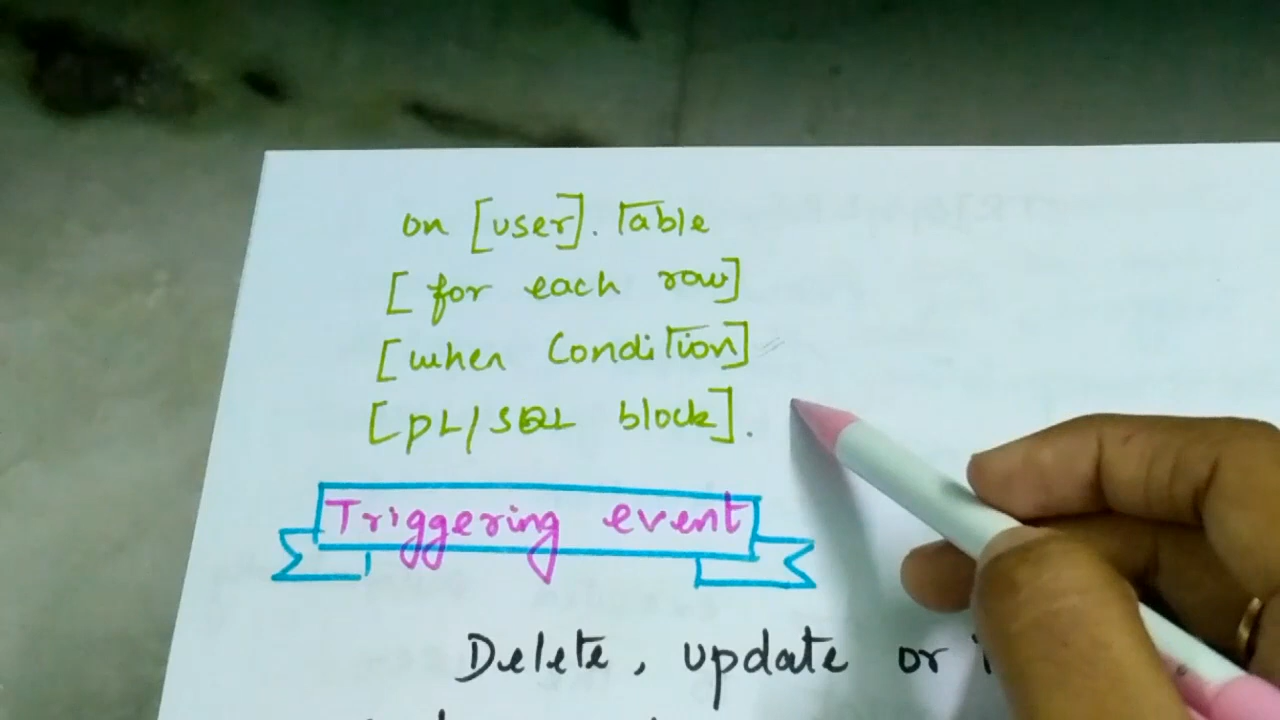 on [user]. Table
[for each row]
[when Condition]
[PL/SQL block].
Triggering event
Delete, update or